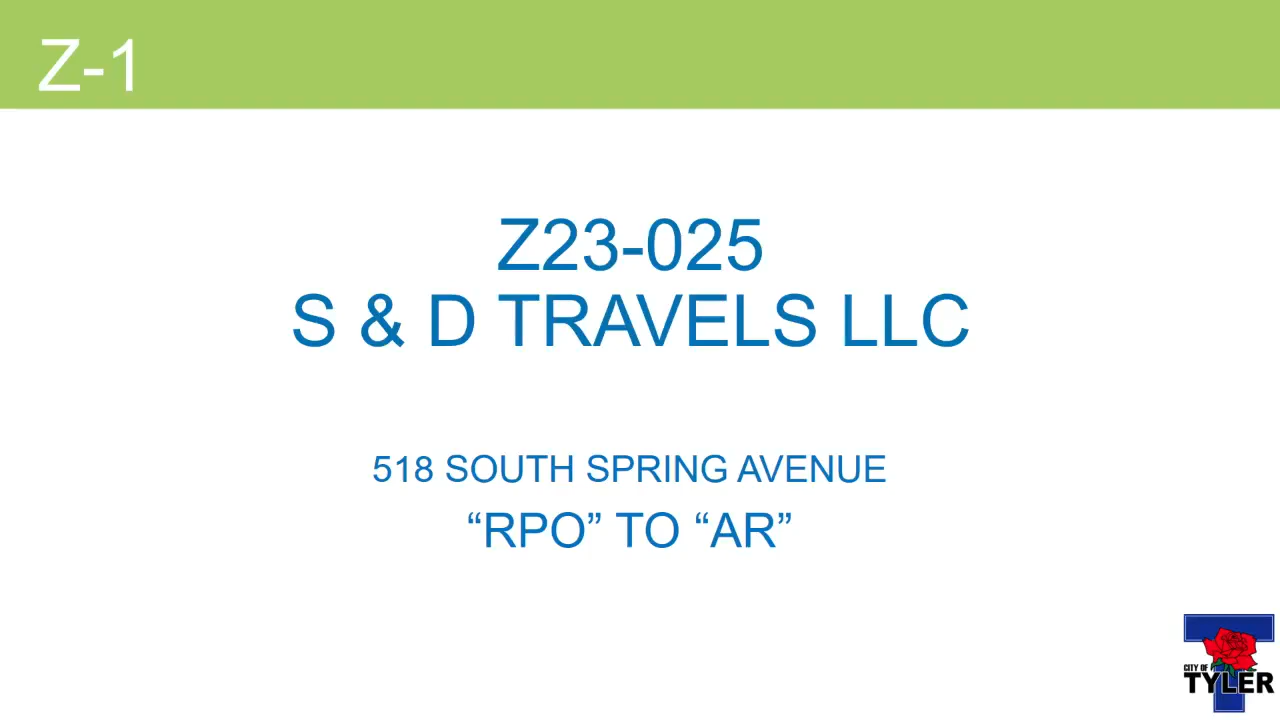 Z-1
Z23-025
S & D TRAVELS LLC
518 SOUTH SPRING AVENUE
“RPO” TO “AR”
CITY OF
TYLER